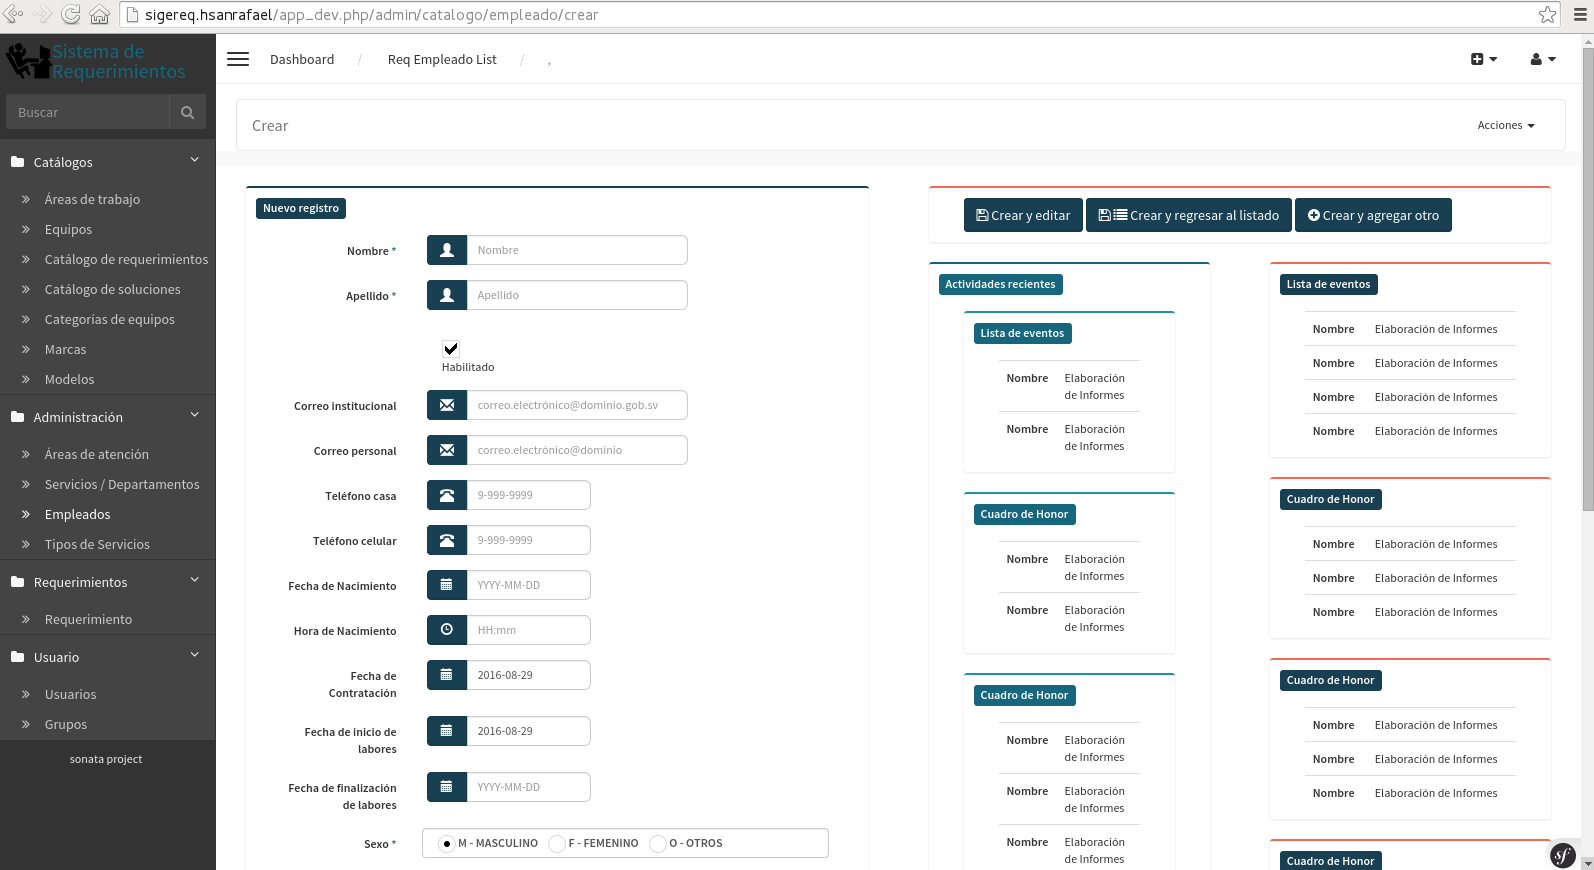 sigereq.hsanrafael/app_dev.php/admin/catalogo/empleado/crear
Sistema de
Requerimientos
Buscar
Catálogos
Áreas de trabajo
Equipos
Catálogo de requerimientos
Catálogo de soluciones
Categorías de equipos
Marcas
Modelos
Administración
Áreas de atención
Servicios / Departamentos
Empleados
Tipos de Servicios
Requerimientos
Requerimiento
Usuario
Usuarios
Grupos
sonata project
Dashboard / Req Empleado List / ,
Crear
Acciones
Nuevo registro
Nombre *
Nombre
Apellido *
Apellido
Habilitado
Correo institucional
correo.electrónico@dominio.gob.sv
Correo personal
correo.electrónico@dominio
Teléfono casa
9-999-9999
Teléfono celular
9-999-9999
Fecha de Nacimiento
YYYY-MM-DD
Hora de Nacimiento
HH:mm
Fecha de
Contratación
2016-08-29
Fecha de inicio de
labores
2016-08-29
Fecha de finalización
de labores
YYYY-MM-DD
Sexo *
M - MASCULINO F - FEMENINO O - OTROS
Crear y editar
Crear y regresar al listado
Crear y agregar otro
Actividades recientes
Lista de eventos
Nombre Elaboración
de Informes
Nombre Elaboración
de Informes
Cuadro de Honor
Nombre Elaboración
de Informes
Nombre Elaboración
de Informes
Cuadro de Honor
Nombre Elaboración
de Informes
Nombre Elaboración
de Informes
Nombre Elaboración
de Informes
Lista de eventos
Nombre Elaboración de Informes
Nombre Elaboración de Informes
Nombre Elaboración de Informes
Nombre Elaboración de Informes
Cuadro de Honor
Nombre Elaboración de Informes
Nombre Elaboración de Informes
Nombre Elaboración de Informes
Cuadro de Honor
Nombre Elaboración de Informes
Nombre Elaboración de Informes
Nombre Elaboración de Informes
Cuadro de Honor
sf